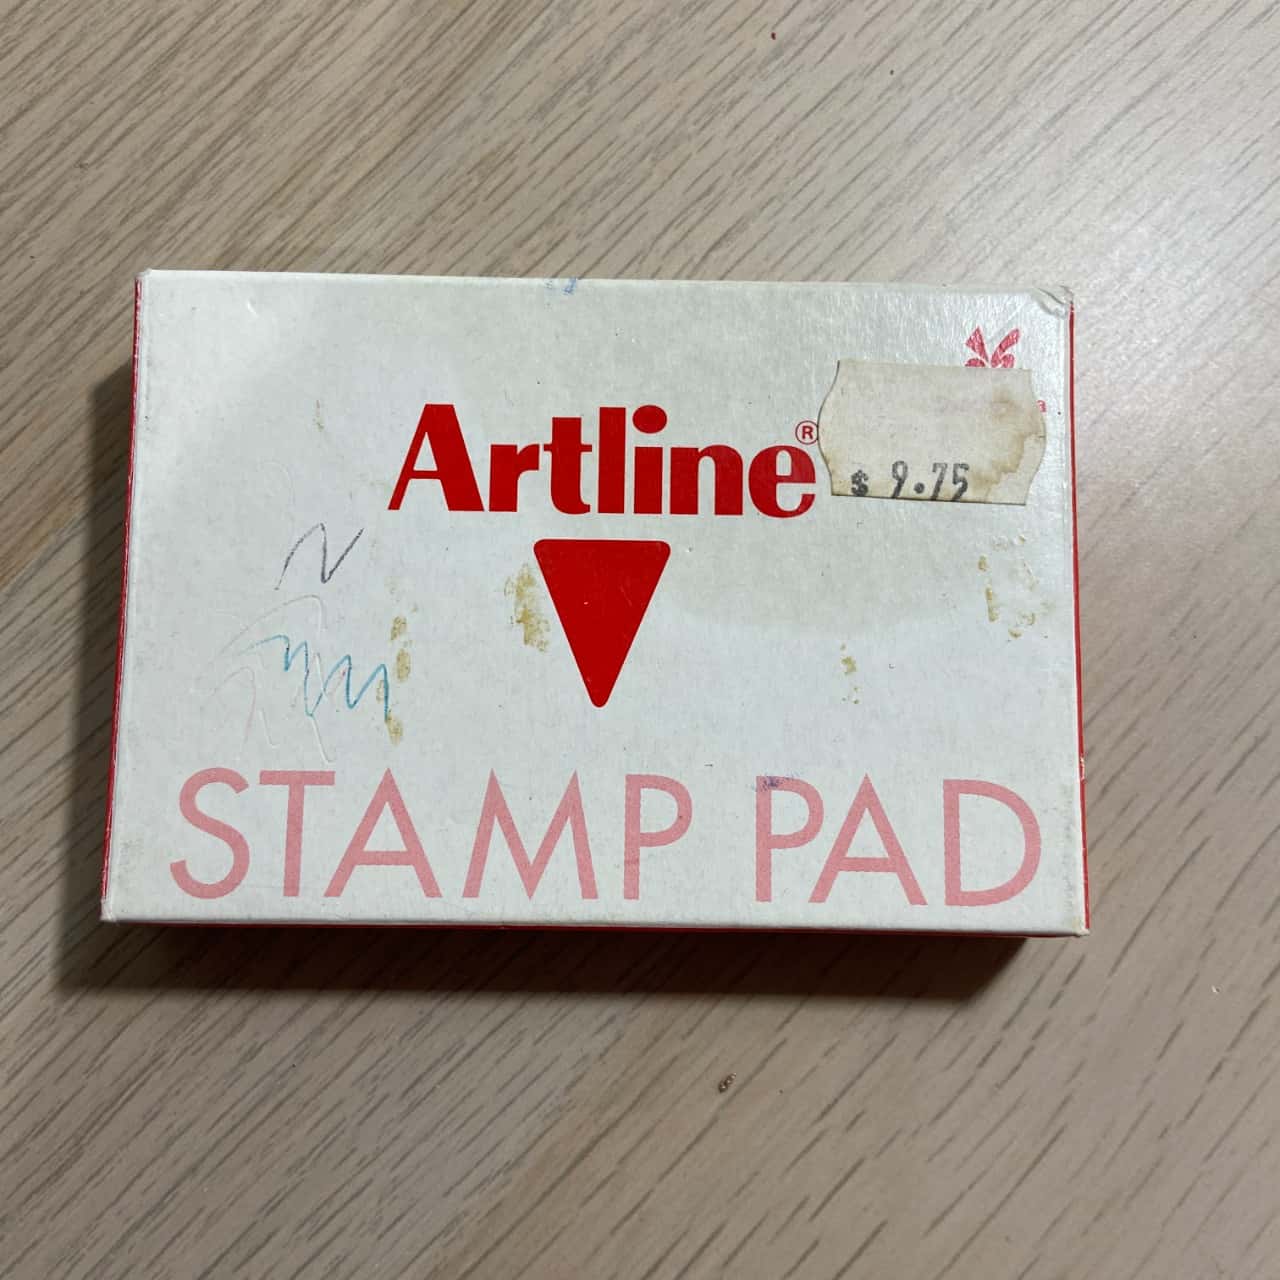 Artline®
$ 9.75
STAMP PAD